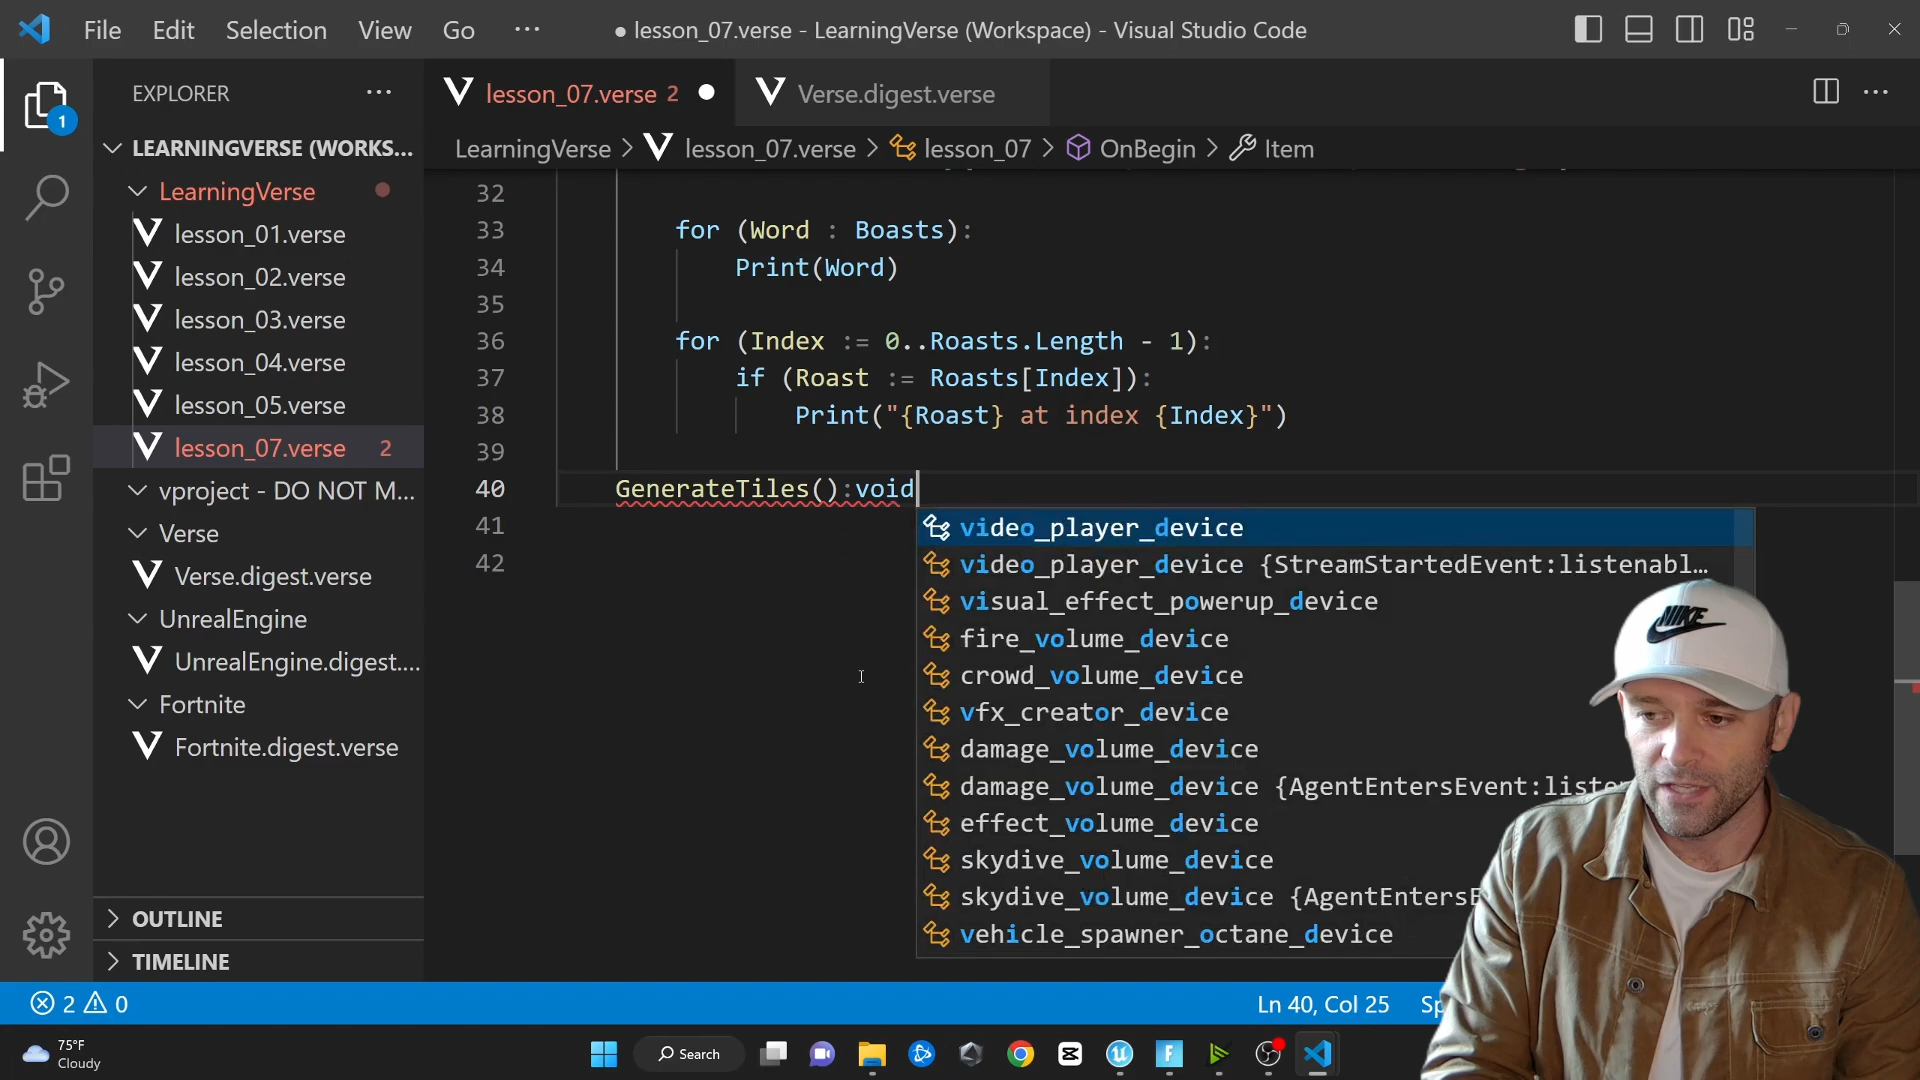 File Edit Selection View Go ··· ● lesson_07.verse - LearningVerse (Workspace) - Visual Studio Code
EXPLORER ···
lesson_07.verse 2 Verse.digest.verse
LEARNINGVERSE (WORKS...
LearningVerse > lesson_07.verse > lesson_07 > OnBegin > Item
LearningVerse
lesson_01.verse
lesson_02.verse
lesson_03.verse
lesson_04.verse
lesson_05.verse
lesson_07.verse 2
vproject - DO NOT M...
Verse
Verse.digest.verse
UnrealEngine
UnrealEngine.digest....
Fortnite
Fortnite.digest.verse
OUTLINE
TIMELINE
32
33 for (Word : Boasts):
34 Print(Word)
35
36 for (Index := 0..Roasts.Length - 1):
37 if (Roast := Roasts[Index]):
38 Print("{Roast} at index {Index}")
39
40 GenerateTiles():void
41
42
video_player_device
video_player_device {StreamStartedEvent:listenabl...
visual_effect_powerup_device
fire_volume_device
crowd_volume_device
vfx_creator_device
damage_volume_device
damage_volume_device {AgentEntersEvent:liste
effect_volume_device
skydive_volume_device
skydive_volume_device {AgentEntersE
vehicle_spawner_octane_device
1
2 0
Ln 40, Col 25 Sp
75°F
Cloudy
Search
NIKE